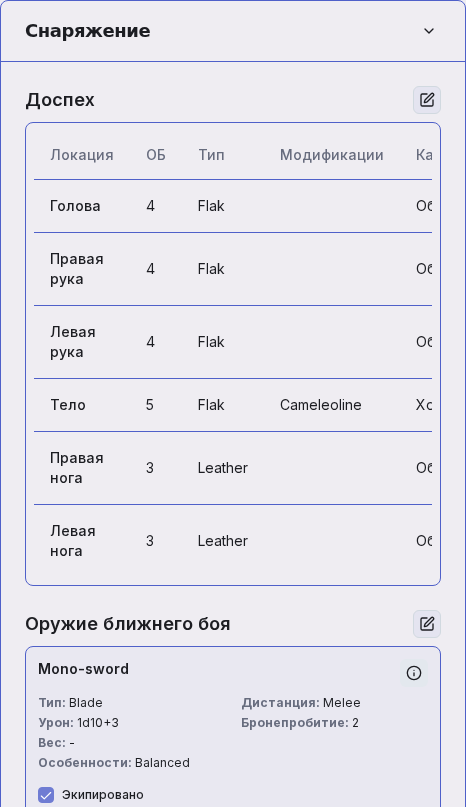 Снаряжение
Доспех
Локация ОБ Тип Модификации
Голова 4 Flak
Правая рука 4 Flak
Левая рука 4 Flak
Тело 5 Flak Cameleoline
Правая нога 3 Leather
Левая нога 3 Leather
Оружие ближнего боя
Mono-sword
Тип: Blade Дистанция: Melee
Урон: 1d10+3 Бронепробитие: 2
Вес: -
Особенности: Balanced
Экипировано